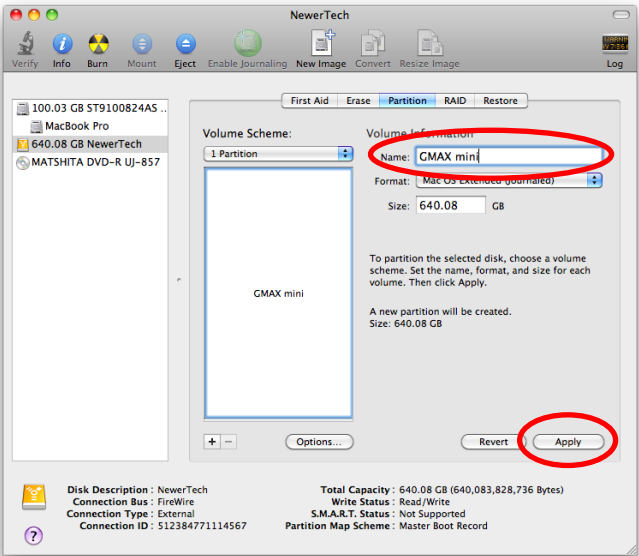 NewerTech
Verify Info Burn Mount Eject Enable Journaling New Image Convert Resize Image Log
First Aid Erase Partition RAID Restore
100.03 GB ST9100824AS ..
MacBook Pro
640.08 GB NewerTech
MATSHITA DVD-R UJ-857
Volume Scheme:
1 Partition
GMAX mini
Volume Information
Name: GMAX mini
Format: Mac OS Extended (Journaled)
Size: 640.08 GB
To partition the selected disk, choose a volume
scheme. Set the name, format, and size for each
volume. Then click Apply.
A new partition will be created.
Size: 640.08 GB
+ − Options... Revert Apply
Disk Description : NewerTech
Connection Bus : FireWire
Connection Type : External
Connection ID : 512384771114567
Total Capacity : 640.08 GB (640,083,828,736 Bytes)
Write Status : Read/Write
S.M.A.R.T. Status : Not Supported
Partition Map Scheme : Master Boot Record
?